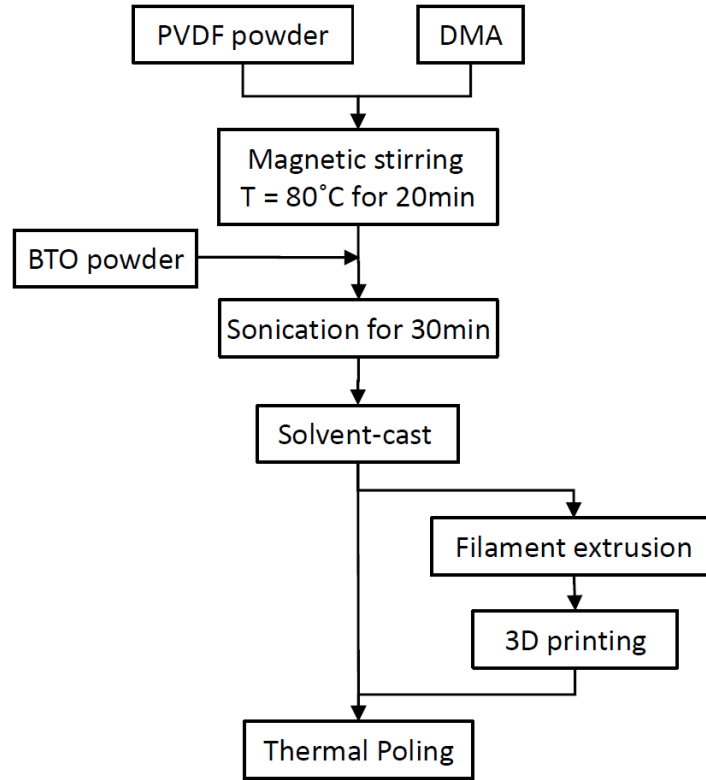 PVDF powder
DMA
Magnetic stirring
T = 80˚C for 20min
BTO powder
Sonication for 30min
Solvent-cast
Filament extrusion
3D printing
Thermal Poling